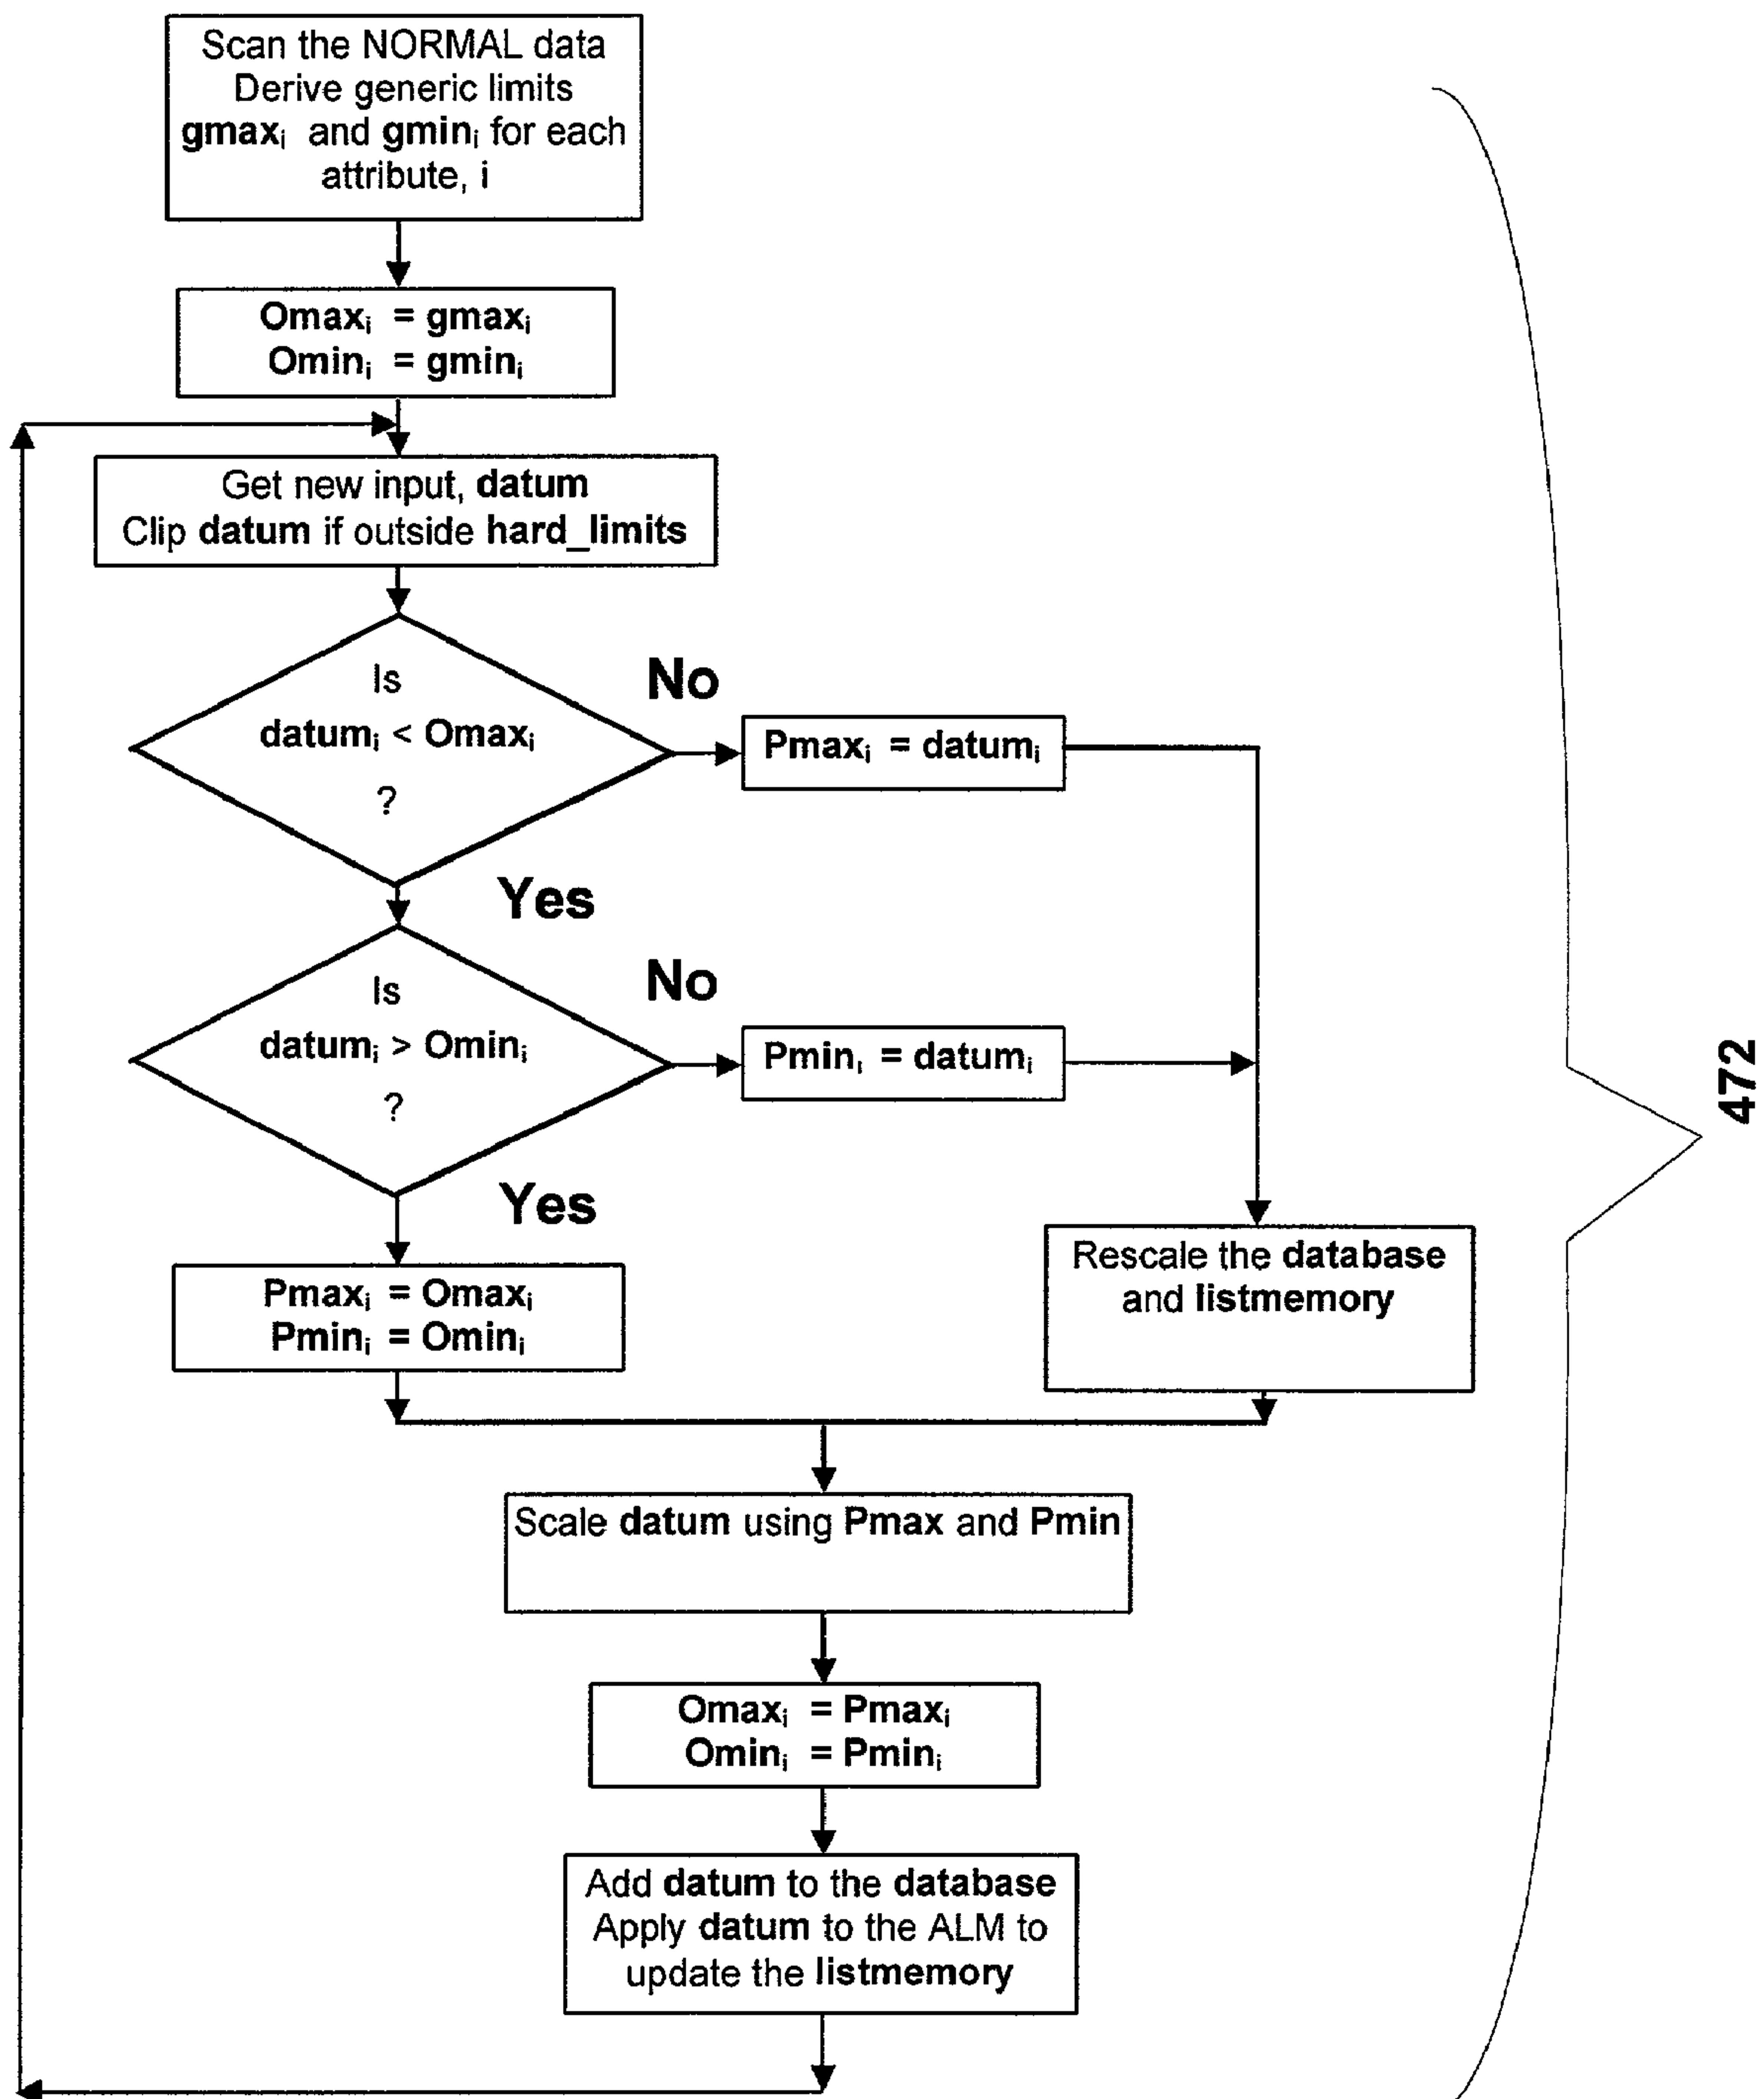 Scan the NORMAL data
Derive generic limits
gmaxᵢ and gminᵢ for each
attribute, i
Omaxᵢ = gmaxᵢ
Ominᵢ = gminᵢ
Get new input, datum
Clip datum if outside hard_limits
Is
datumᵢ < Omaxᵢ
?
No
Pmaxᵢ = datumᵢ
Yes
Is
datumᵢ > Ominᵢ
?
No
Pminᵢ = datumᵢ
Yes
Pmaxᵢ = Omaxᵢ
Pminᵢ = Ominᵢ
Rescale the database
and listmemory
Scale datum using Pmax and Pmin
Omaxᵢ = Pmaxᵢ
Ominᵢ = Pminᵢ
Add datum to the database
Apply datum to the ALM to
update the listmemory
472